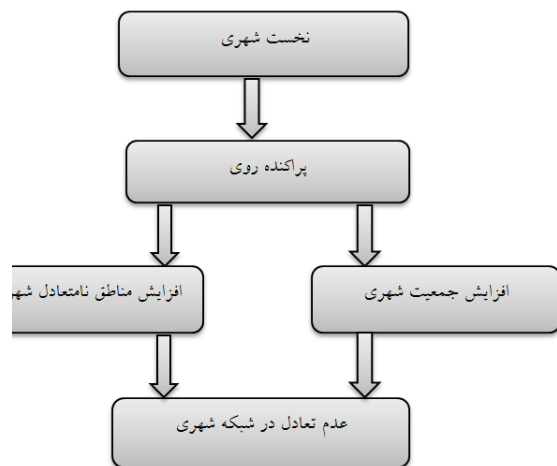 نخست شهری
پراکنده روی
افزایش جمعیت شهری
افزایش مناطق نامتعادل
عدم تعادل در شبکه شهری